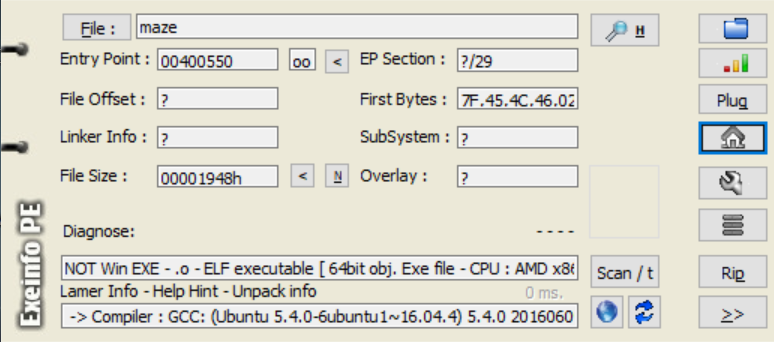 File : maze H
Entry Point : 00400550 oo < EP Section : ?/29
File Offset : ? First Bytes : 7F.45.4C.46.02 Plug
Linker Info : ? SubSystem : ?
File Size : 00001948h < N Overlay : ?
Diagnose: - - - -
NOT Win EXE - .o - ELF executable [ 64bit obj. Exe file - CPU : AMD x86 Scan / t Rip
Lamer Info - Help Hint - Unpack info 0 ms.
-> Compiler : GCC: (Ubuntu 5.4.0-6ubuntu1~16.04.4) 5.4.0 2016060 >>
Exeinfo PE